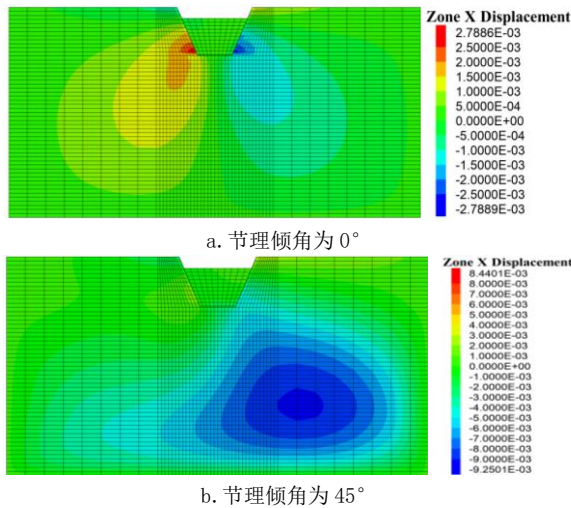 Zone X Displacement
2.7886E-03
2.5000E-03
2.0000E-03
1.5000E-03
1.0000E-03
5.0000E-04
0.0000E+00
-5.0000E-04
-1.0000E-03
-1.5000E-03
-2.0000E-03
-2.5000E-03
-2.7889E-03
a.节理倾角为 0°
Zone X Displacement
8.4401E-03
8.0000E-03
7.0000E-03
6.0000E-03
5.0000E-03
4.0000E-03
3.0000E-03
2.0000E-03
1.0000E-03
0.0000E+00
-1.0000E-03
-2.0000E-03
-3.0000E-03
-4.0000E-03
-5.0000E-03
-6.0000E-03
-7.0000E-03
-8.0000E-03
-9.0000E-03
-9.2501E-03
b.节理倾角为 45°